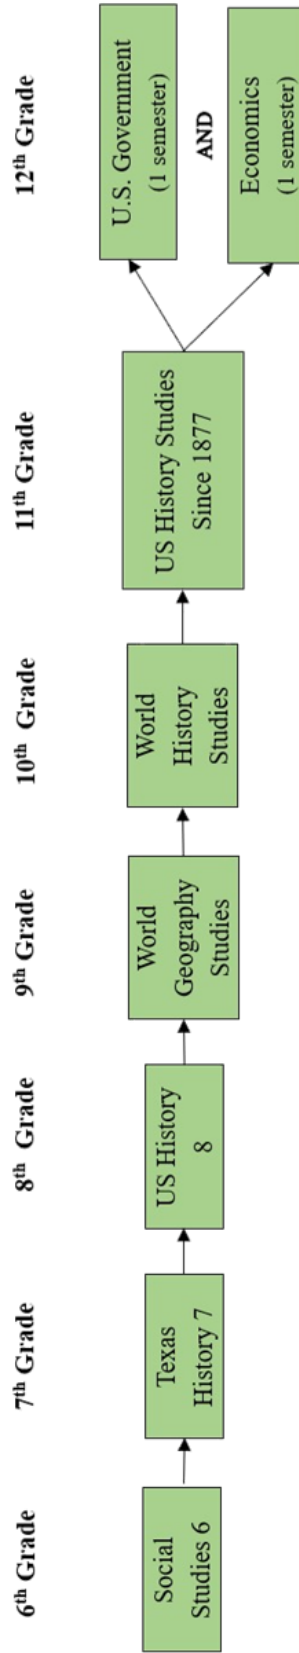 6th Grade
7th Grade
8th Grade
9th Grade
10th Grade
11th Grade
12th Grade
Social
Studies 6
Texas
History 7
US History
8
World
Geography
Studies
World
History
Studies
US History Studies
Since 1877
U.S. Government
(1 semester)
AND
Economics
(1 semester)